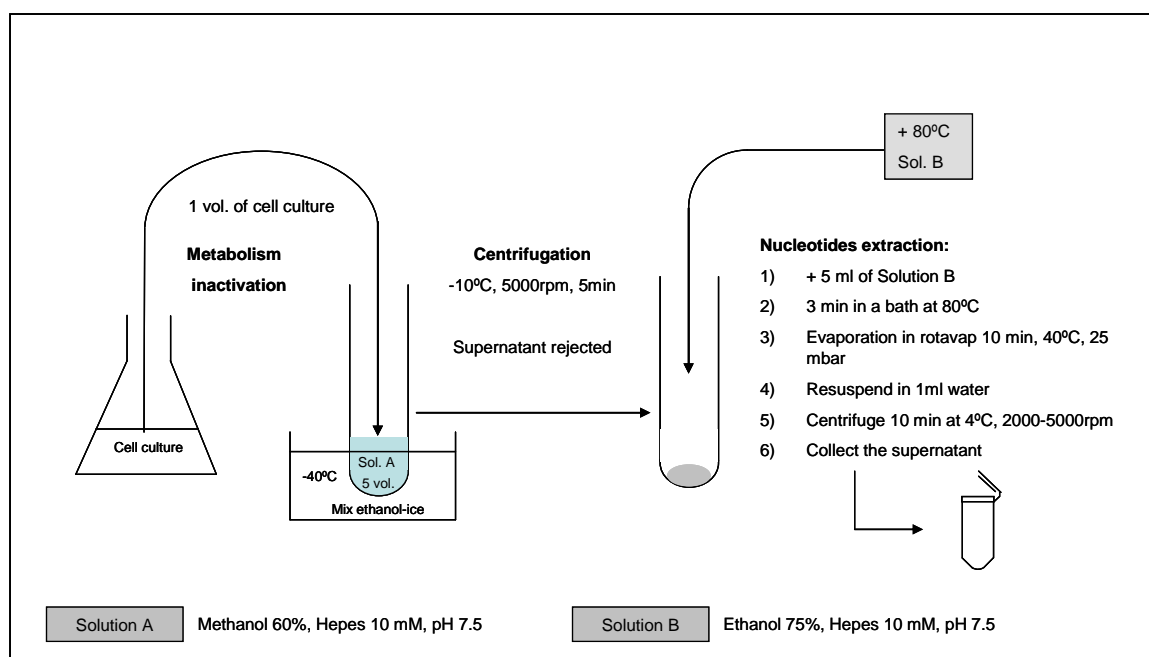 + 80ºC
Sol. B
1 vol. of cell culture
Metabolism
inactivation
Centrifugation
-10ºC, 5000rpm, 5min
Supernatant rejected
Nucleotides extraction:
1) + 5 ml of Solution B
2) 3 min in a bath at 80ºC
3) Evaporation in rotavap 10 min, 40ºC, 25
mbar
4) Resuspend in 1ml water
5) Centrifuge 10 min at 4ºC, 2000-5000rpm
6) Collect the supernatant
Cell culture
-40ºC
Sol. A
5 vol.
Mix ethanol-ice
Solution A Methanol 60%, Hepes 10 mM, pH 7.5
Solution B Ethanol 75%, Hepes 10 mM, pH 7.5